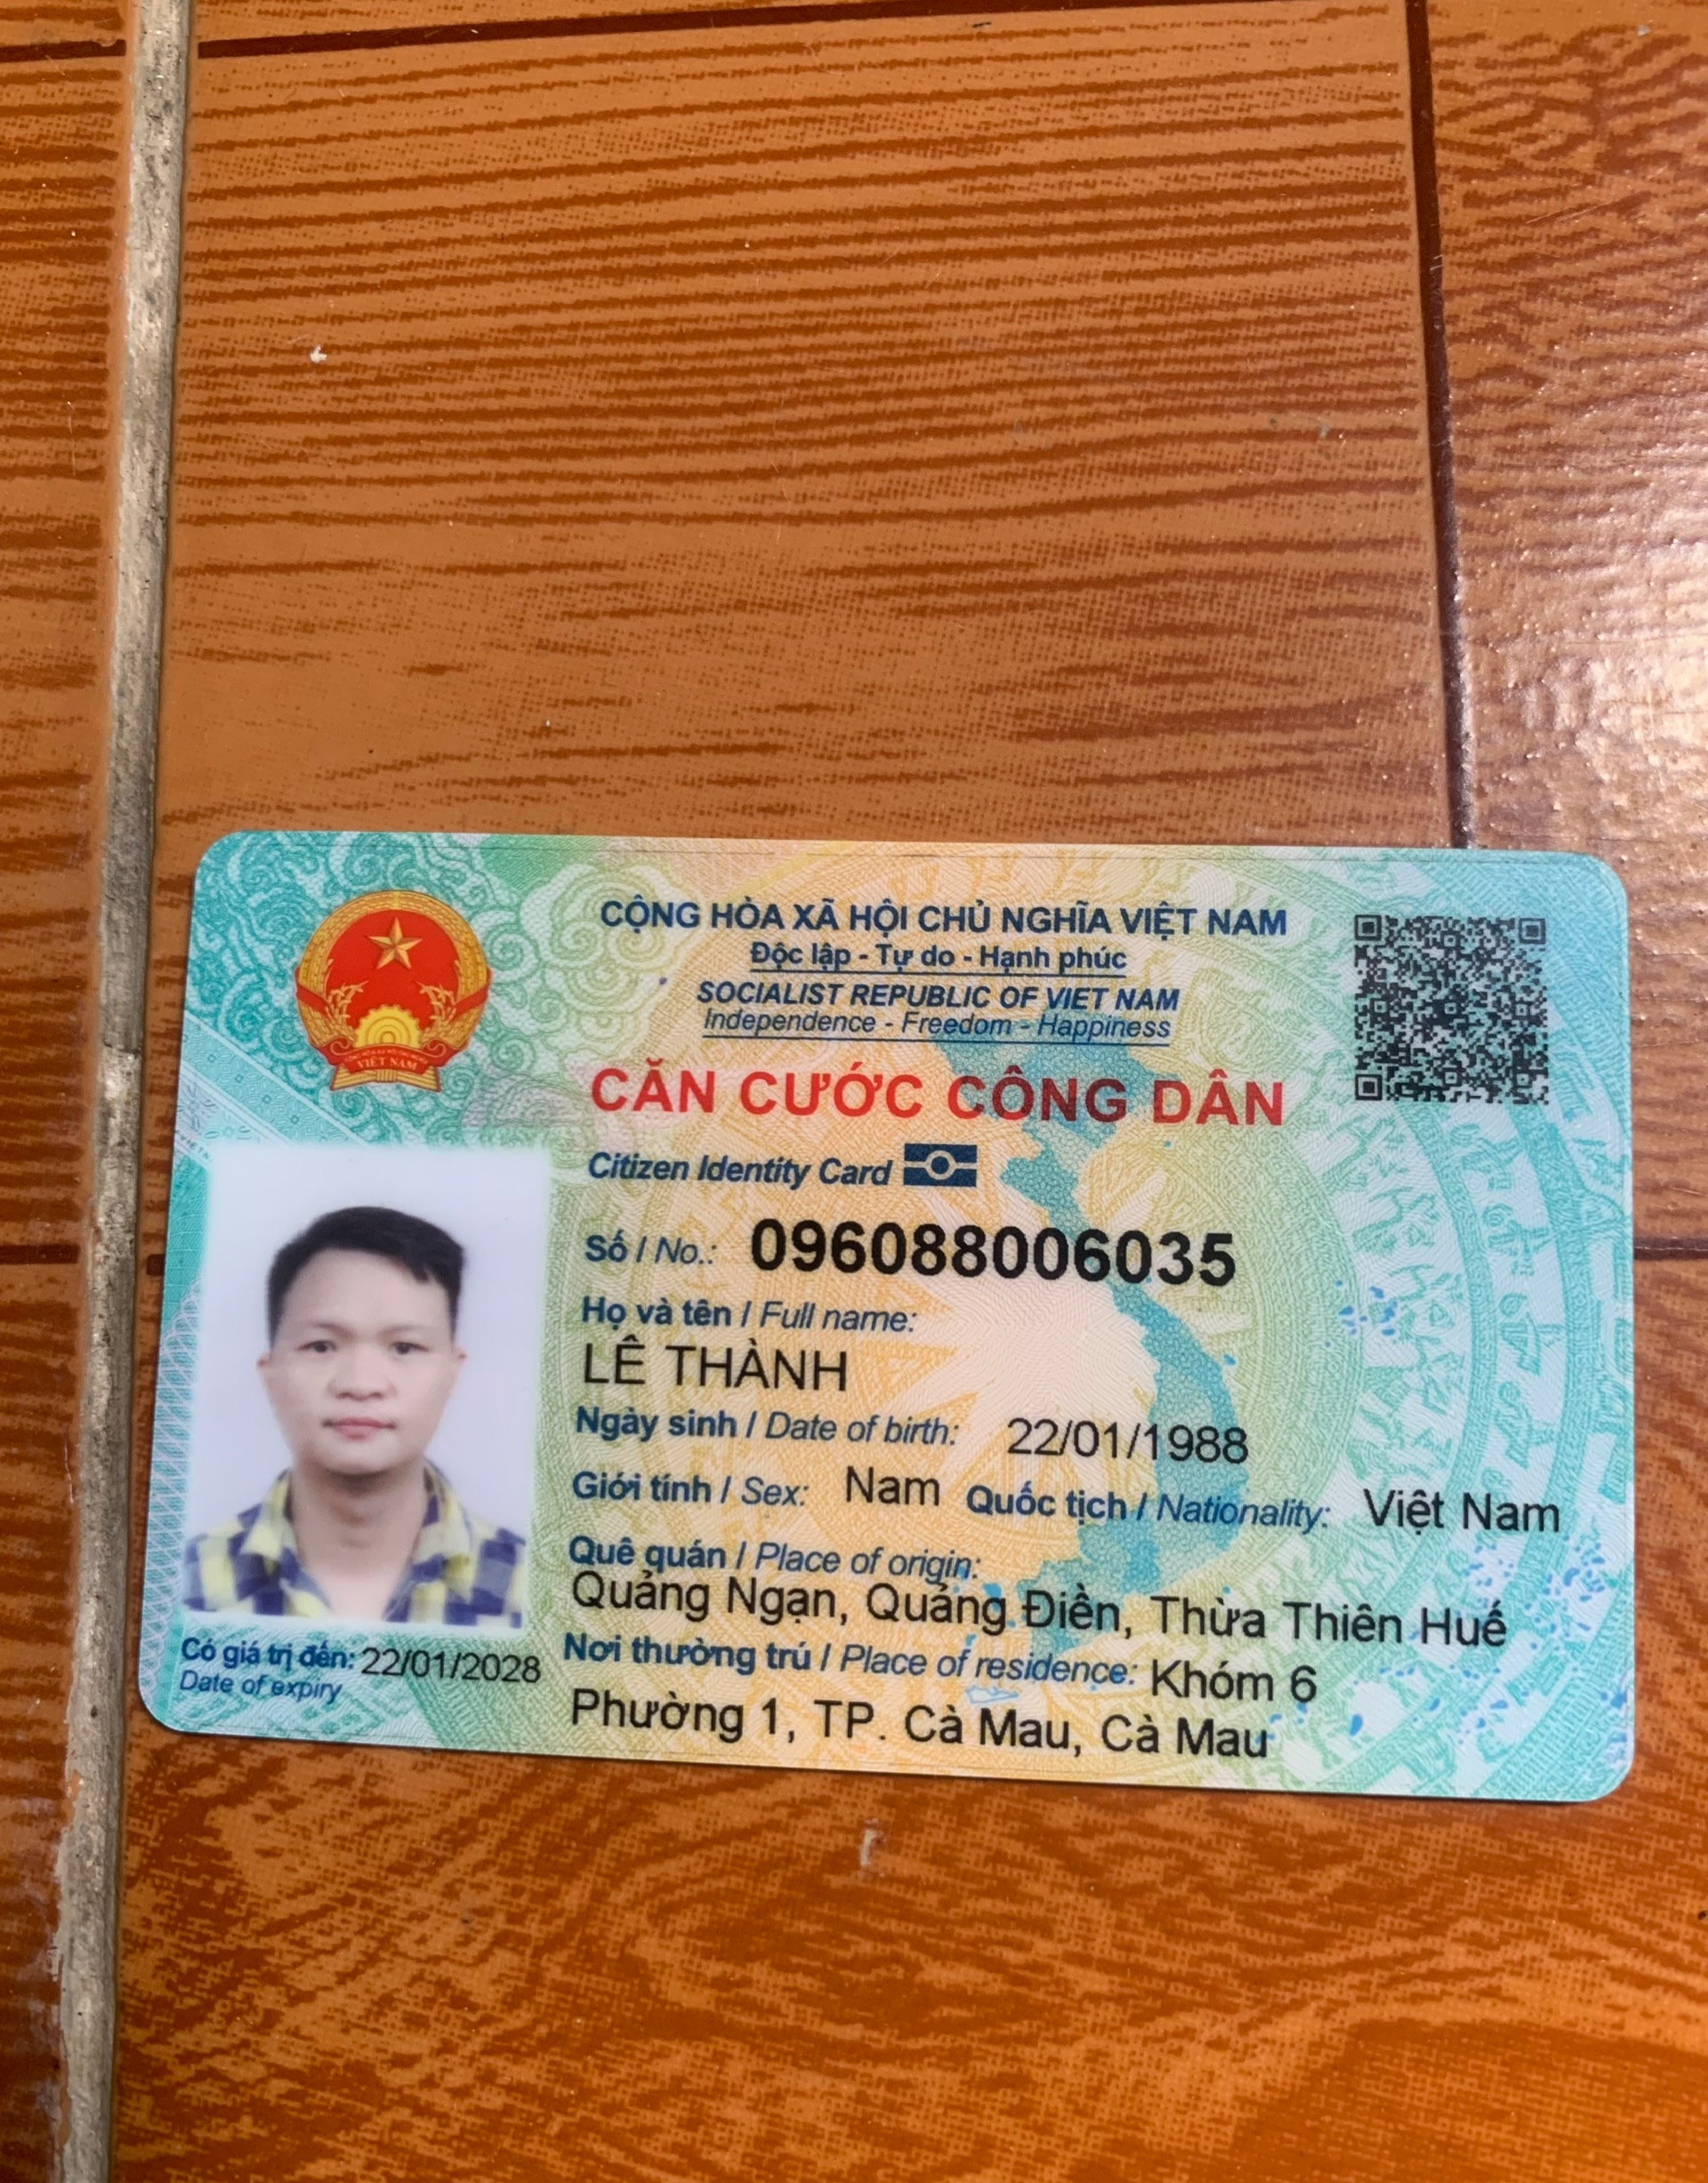 CỘNG HÒA XÃ HỘI CHỦ NGHĨA VIỆT NAM
Độc lập - Tự do - Hạnh phúc
SOCIALIST REPUBLIC OF VIET NAM
Independence - Freedom - Happiness
CĂN CƯỚC CÔNG DÂN
Citizen Identity Card
Số / No.: 096088006035
Họ và tên / Full name:
LÊ THÀNH
Ngày sinh / Date of birth: 22/01/1988
Giới tính / Sex: Nam Quốc tịch / Nationality: Việt Nam
Quê quán / Place of origin:
Quảng Ngạn, Quảng Điền, Thừa Thiên Huế
Nơi thường trú / Place of residence: Khóm 6
Phường 1, TP. Cà Mau, Cà Mau
Có giá trị đến: 22/01/2028
Date of expiry
VIỆT NAM